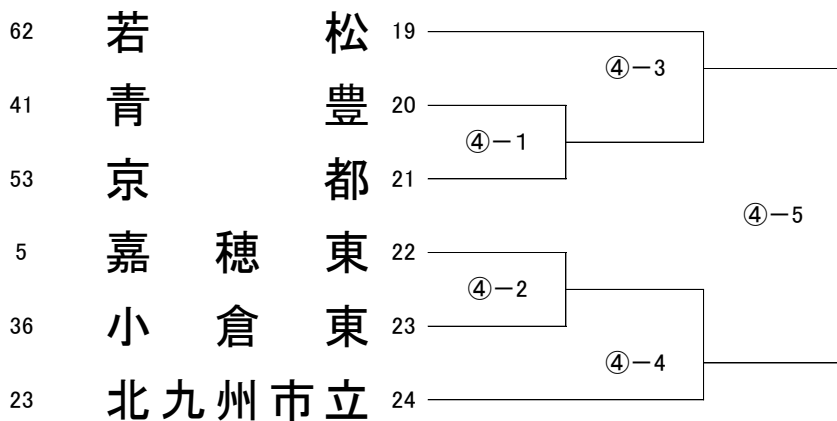 62 若松 19
④－3
41 青豊 20
④－1
53 京都 21
④－5
5 嘉穂東 22
④－2
36 小倉東 23
④－4
23 北九州市立 24